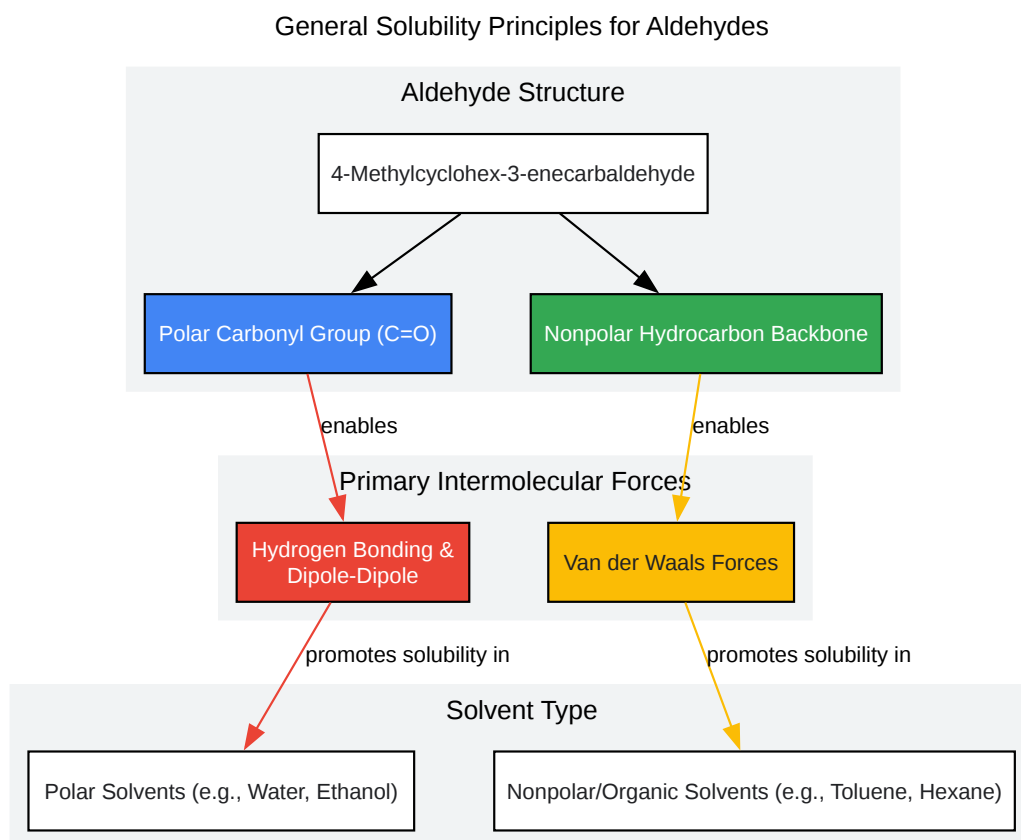 General Solubility Principles for Aldehydes
Aldehyde Structure
4-Methylcyclohex-3-enecarbaldehyde
Polar Carbonyl Group (C=O)
Nonpolar Hydrocarbon Backbone
enables
enables
Primary Intermolecular Forces
Hydrogen Bonding &
Dipole-Dipole
Van der Waals Forces
promotes solubility in
promotes solubility in
Solvent Type
Polar Solvents (e.g., Water, Ethanol)
Nonpolar/Organic Solvents (e.g., Toluene, Hexane)